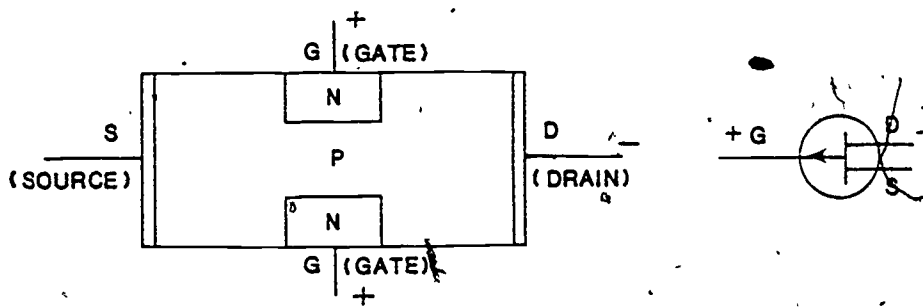 +
G (GATE)
N
S
(SOURCE)
P
D
–
(DRAIN)
N
G (GATE)
+
+ G
D
–
S